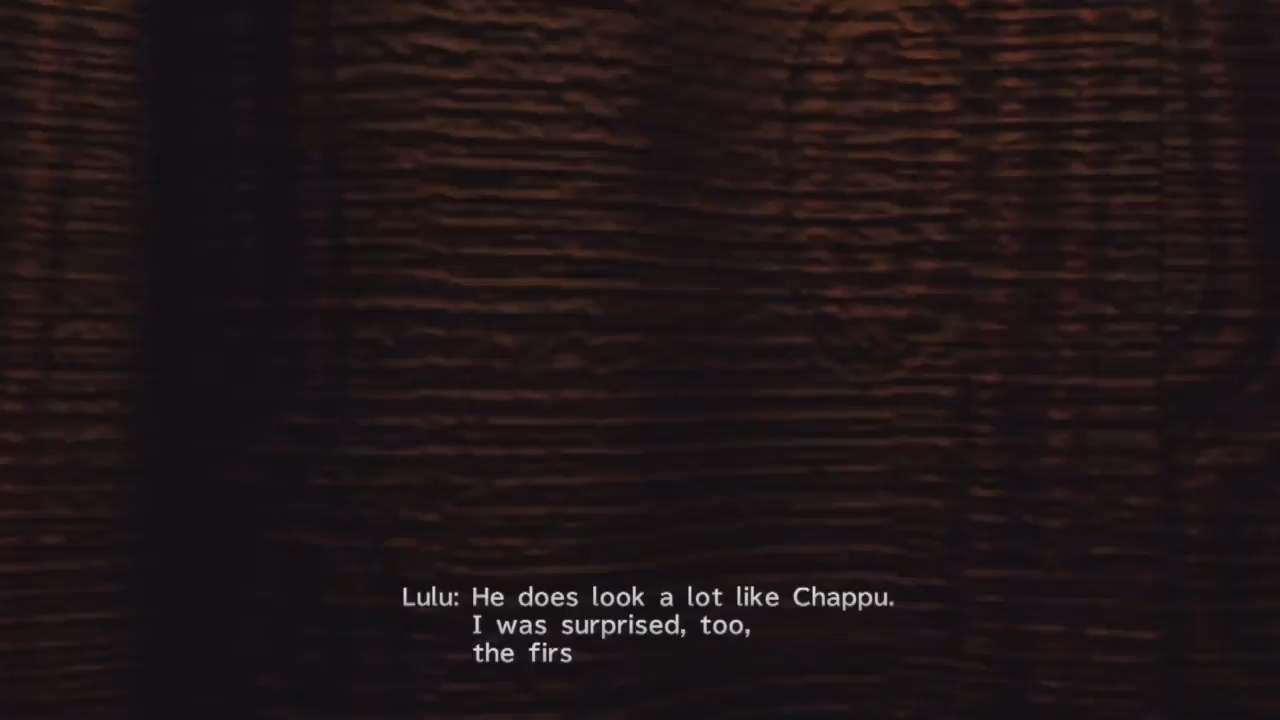 Lulu: He does look a lot like Chappu.
I was surprised, too,
the firs